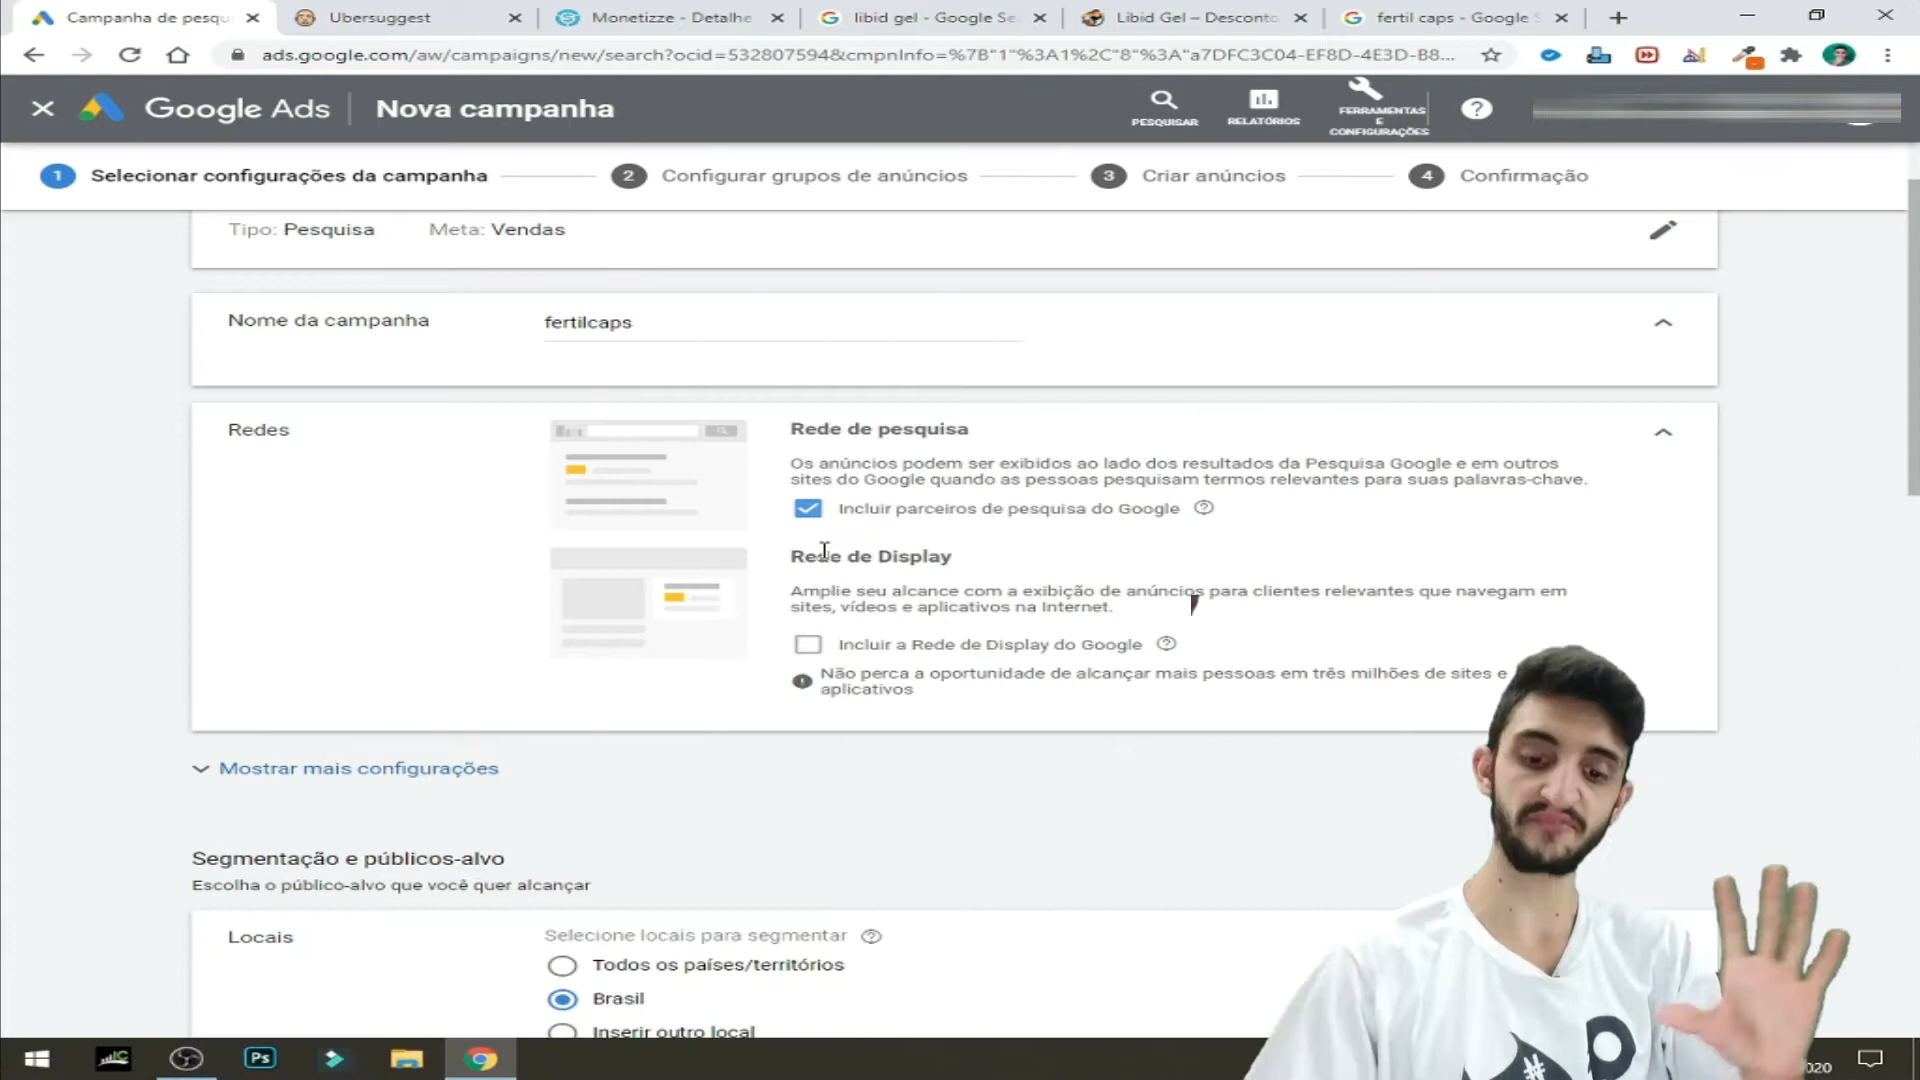 Campanha de pesqu
Ubersuggest
Monetizze - Detalhe
libid gel - Google Se
Libid Gel – Desconto
fertil caps - Google S
ads.google.com/aw/campaigns/new/search?ocid=532807594&cmpnInfo=%7B"1"%3A1%2C"8"%3A"a7DFC3C04-EF8D-4E3D-B8...
Google Ads
Nova campanha
PESQUISAR
RELATÓRIOS
FERRAMENTAS
E
CONFIGURAÇÕES
?
1 Selecionar configurações da campanha
2 Configurar grupos de anúncios
3 Criar anúncios
4 Confirmação
Tipo: Pesquisa
Meta: Vendas
Nome da campanha
fertilcaps
Redes
Rede de pesquisa
Os anúncios podem ser exibidos ao lado dos resultados da Pesquisa Google e em outros
sites do Google quando as pessoas pesquisam termos relevantes para suas palavras-chave.
Incluir parceiros de pesquisa do Google
Rede de Display
Amplie seu alcance com a exibição de anúncios para clientes relevantes que navegam em
sites, vídeos e aplicativos na Internet.
Incluir a Rede de Display do Google
Não perca a oportunidade de alcançar mais pessoas em três milhões de sites e
aplicativos
Mostrar mais configurações
Segmentação e públicos-alvo
Escolha o público-alvo que você quer alcançar
Locais
Selecione locais para segmentar
Todos os países/territórios
Brasil
Inserir outro local
Ps
020